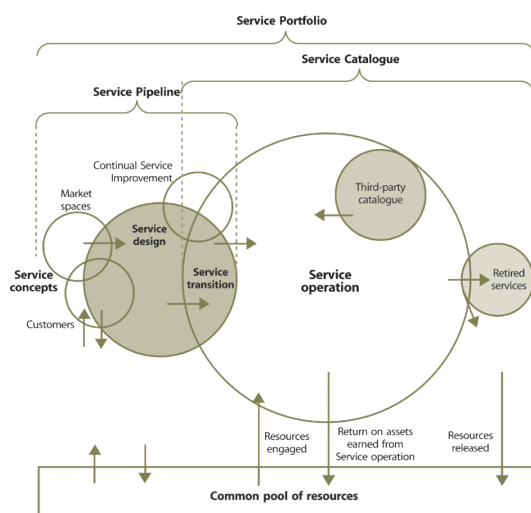 Service Portfolio
Service Catalogue
Service Pipeline
Continual Service
Improvement
Market
spaces
Third-party
catalogue
Service
design
Service
concepts
Service
transition
Service
operation
Retired
services
Customers
Resources
engaged
Return on assets
earned from
Service operation
Resources
released
Common pool of resources